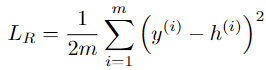 L_R = \frac{1}{2m} \sum_{i=1}^{m} \left( y^{(i)} - h^{(i)} \right)^2